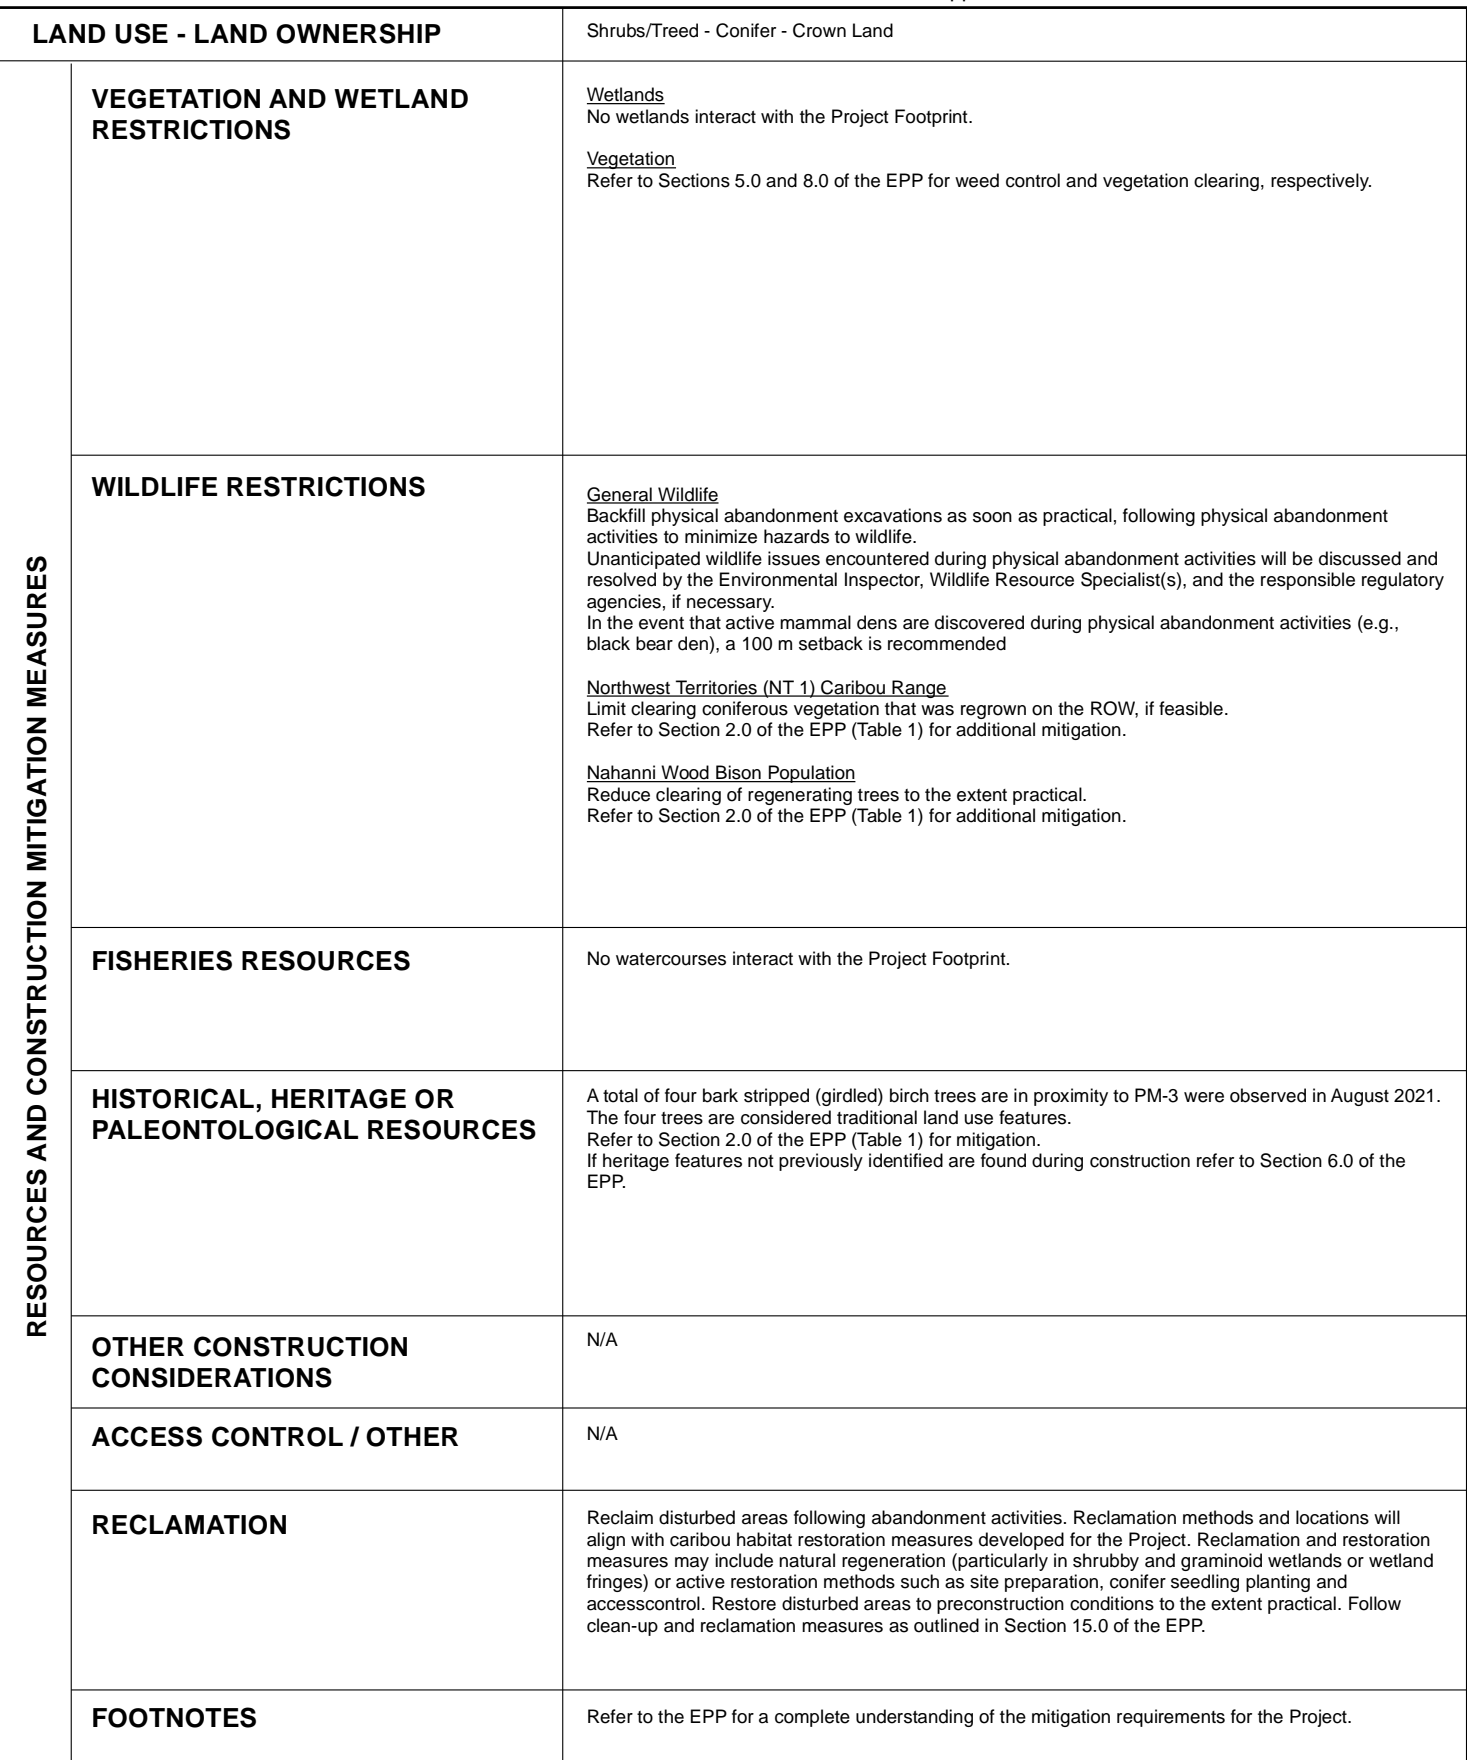 LAND USE - LAND OWNERSHIP
Shrubs/Treed - Conifer - Crown Land
RESOURCES AND CONSTRUCTION MITIGATION MEASURES
VEGETATION AND WETLAND
RESTRICTIONS
Wetlands
No wetlands interact with the Project Footprint.
Vegetation
Refer to Sections 5.0 and 8.0 of the EPP for weed control and vegetation clearing, respectively.
WILDLIFE RESTRICTIONS
General Wildlife
Backfill physical abandonment excavations as soon as practical, following physical abandonment
activities to minimize hazards to wildlife.
Unanticipated wildlife issues encountered during physical abandonment activities will be discussed and
resolved by the Environmental Inspector, Wildlife Resource Specialist(s), and the responsible regulatory
agencies, if necessary.
In the event that active mammal dens are discovered during physical abandonment activities (e.g.,
black bear den), a 100 m setback is recommended
Northwest Territories (NT 1) Caribou Range
Limit clearing coniferous vegetation that was regrown on the ROW, if feasible.
Refer to Section 2.0 of the EPP (Table 1) for additional mitigation.
Nahanni Wood Bison Population
Reduce clearing of regenerating trees to the extent practical.
Refer to Section 2.0 of the EPP (Table 1) for additional mitigation.
FISHERIES RESOURCES
No watercourses interact with the Project Footprint.
HISTORICAL, HERITAGE OR
PALEONTOLOGICAL RESOURCES
A total of four bark stripped (girdled) birch trees are in proximity to PM-3 were observed in August 2021.
The four trees are considered traditional land use features.
Refer to Section 2.0 of the EPP (Table 1) for mitigation.
If heritage features not previously identified are found during construction refer to Section 6.0 of the
EPP.
OTHER CONSTRUCTION
CONSIDERATIONS
N/A
ACCESS CONTROL / OTHER
N/A
RECLAMATION
Reclaim disturbed areas following abandonment activities. Reclamation methods and locations will
align with caribou habitat restoration measures developed for the Project. Reclamation and restoration
measures may include natural regeneration (particularly in shrubby and graminoid wetlands or wetland
fringes) or active restoration methods such as site preparation, conifer seedling planting and
accesscontrol. Restore disturbed areas to preconstruction conditions to the extent practical. Follow
clean-up and reclamation measures as outlined in Section 15.0 of the EPP.
FOOTNOTES
Refer to the EPP for a complete understanding of the mitigation requirements for the Project.